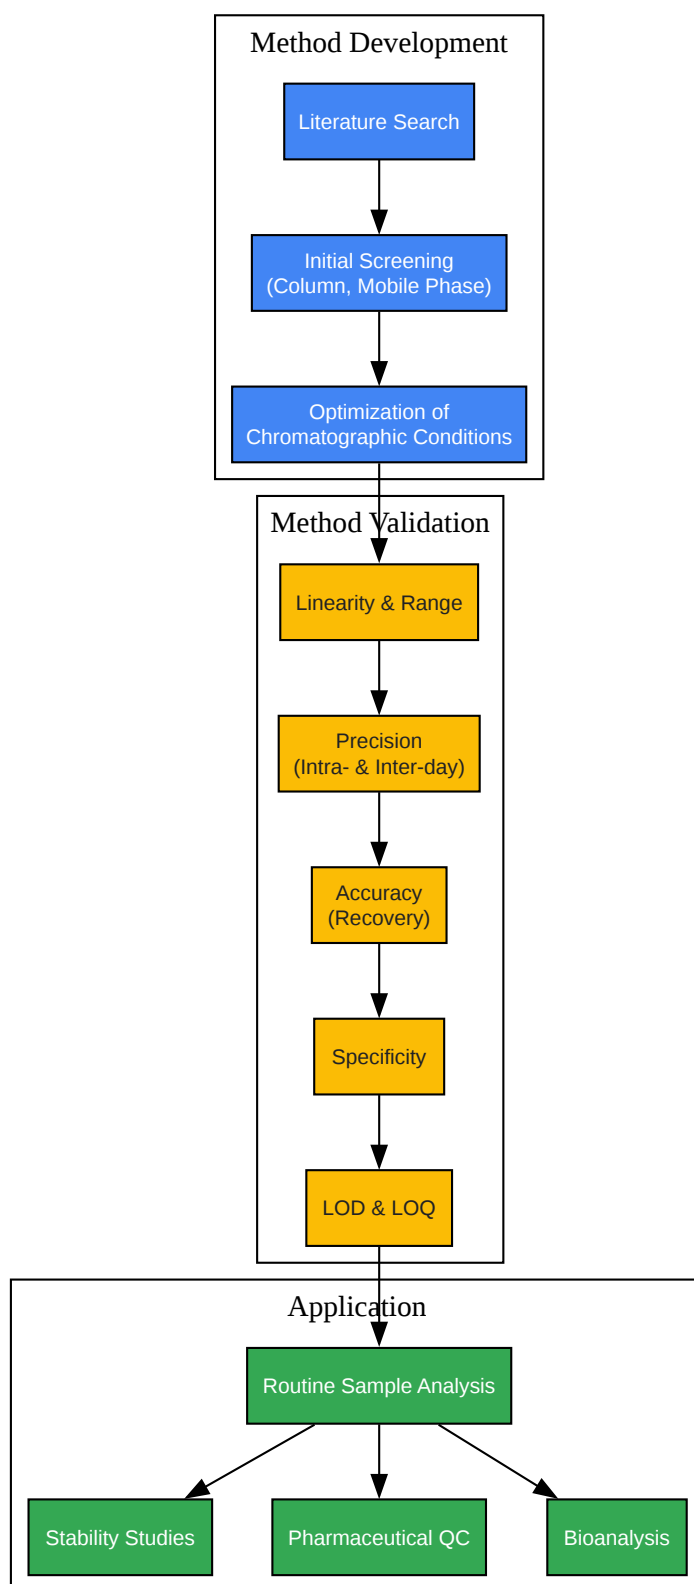 Method Development
Literature Search
Initial Screening
(Column, Mobile Phase)
Optimization of
Chromatographic Conditions
Method Validation
Linearity & Range
Precision
(Intra- & Inter-day)
Accuracy
(Recovery)
Specificity
LOD & LOQ
Application
Routine Sample Analysis
Stability Studies
Pharmaceutical QC
Bioanalysis